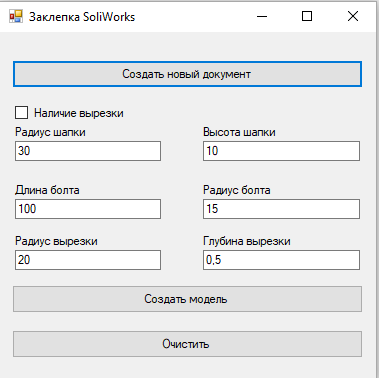 Заклепка SoliWorks
Создать новый документ
Наличие вырезки
Радиус шапки Высота шапки
30 10
Длина болта Радиус болта
100 15
Радиус вырезки Глубина вырезки
20 0,5
Создать модель
Очистить